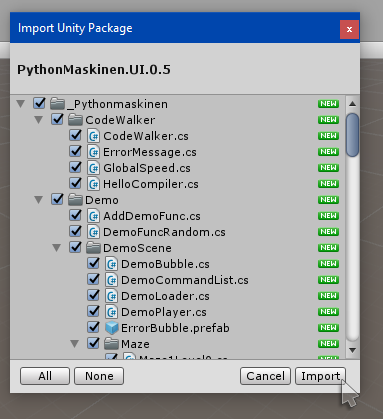 Import Unity Package
x
PythonMaskinen.UI.0.5
_Pythonmaskinen NEW
CodeWalker NEW
C# CodeWalker.cs NEW
C# ErrorMessage.cs NEW
C# GlobalSpeed.cs NEW
C# HelloCompiler.cs NEW
Demo NEW
C# AddDemoFunc.cs NEW
C# DemoFuncRandom.cs NEW
DemoScene NEW
C# DemoBubble.cs NEW
C# DemoCommandList.cs NEW
C# DemoLoader.cs NEW
C# DemoPlayer.cs NEW
ErrorBubble.prefab NEW
Maze NEW
C# Maze1Level0.cs NEW
All None Cancel Import